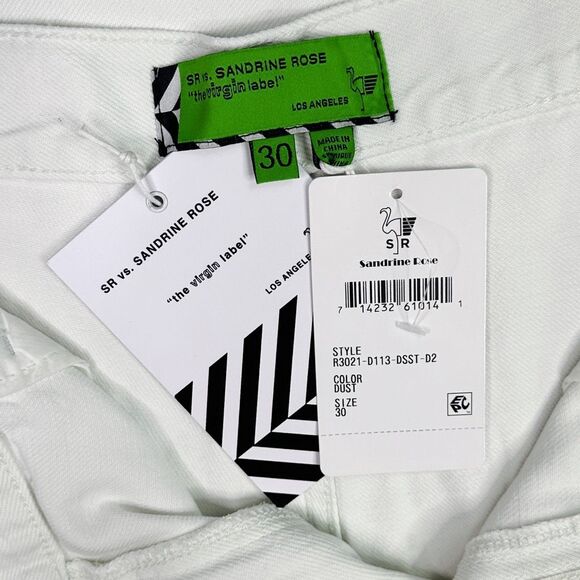 SR vs. SANDRINE ROSE
"the virgin label"
LOS ANGELES
30
MADE IN
CHINA
SR vs. SANDRINE ROSE
"the virgin label"
LOS ANGELES
S R
Sandrine Rose
7 14232 61014 1
STYLE
R3021-D113-DSST-D2
COLOR
DUST
SIZE
30
EPC